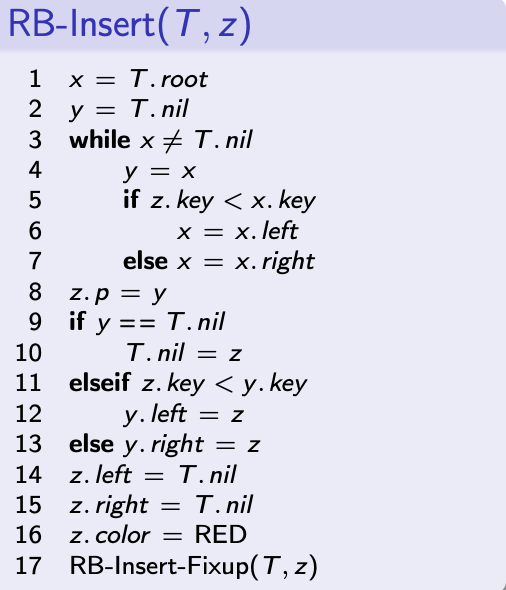 RB-Insert(T, z)
1 x = T.root
2 y = T.nil
3 while x ≠ T.nil
4 y = x
5 if z.key < x.key
6 x = x.left
7 else x = x.right
8 z.p = y
9 if y == T.nil
10 T.nil = z
11 elseif z.key < y.key
12 y.left = z
13 else y.right = z
14 z.left = T.nil
15 z.right = T.nil
16 z.color = RED
17 RB-Insert-Fixup(T, z)